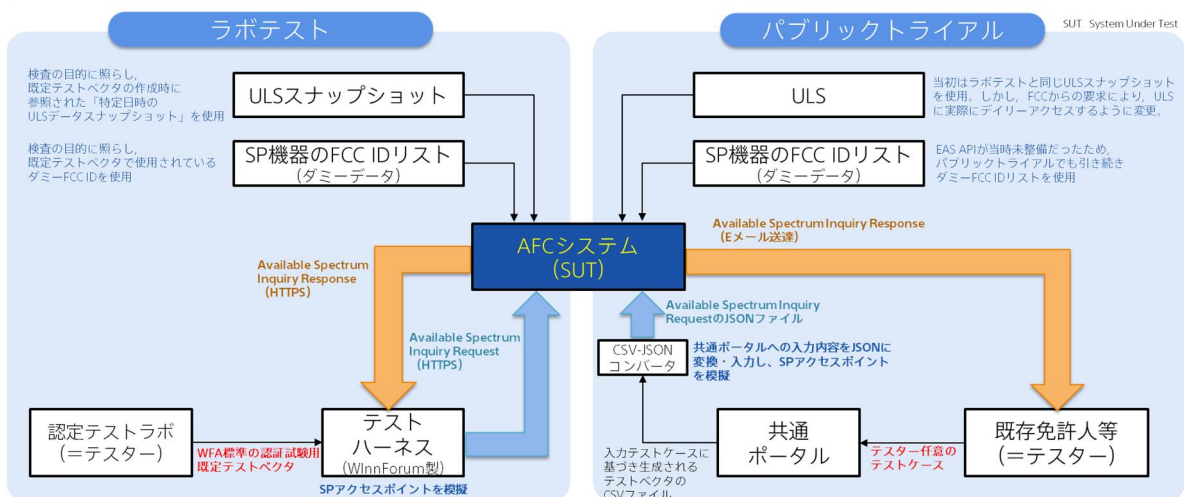 ラボテスト
パブリックトライアル
SUT System Under Test
検査の目的に照らし,
既定テストベクタの作成時に
参照された「特定日時の
ULSデータスナップショット」を使用
ULSスナップショット
ULS
当初はラボテストと同じULSスナップショット
を使用。しかし，FCCからの要求により，ULS
に実際にデイリーアクセスするように変更。
検査の目的に照らし,
既定テストベクタで使用されている
ダミーFCC IDを使用
SP機器のFCC IDリスト
(ダミーデータ)
SP機器のFCC IDリスト
(ダミーデータ)
EAS APIが当時未整備だったため,
パブリックトライアルでも引き続き
ダミーFCC IDリストを使用
AFCシステム
(SUT)
Available Spectrum Inquiry Response
(Eメール送達)
Available Spectrum
Inquiry Response
(HTTPS)
Available Spectrum
Inquiry Request
(HTTPS)
Available Spectrum Inquiry
RequestのJSONファイル
CSV-JSON
コンバータ
共通ポータルへの入力内容をJSONに
変換・入力し、SPアクセスポイント
を模擬
認定テストラボ
(＝テスター)
WFA標準の認証試験用
既定テストベクタ
テスト
ハーネス
(WInnForum製)
SPアクセスポイントを模擬
入力テストケースに
基づき生成される
テストベクタの
CSVファイル
共通
ポータル
テスター任意の
テストケース
既存免許人等
(＝テスター)